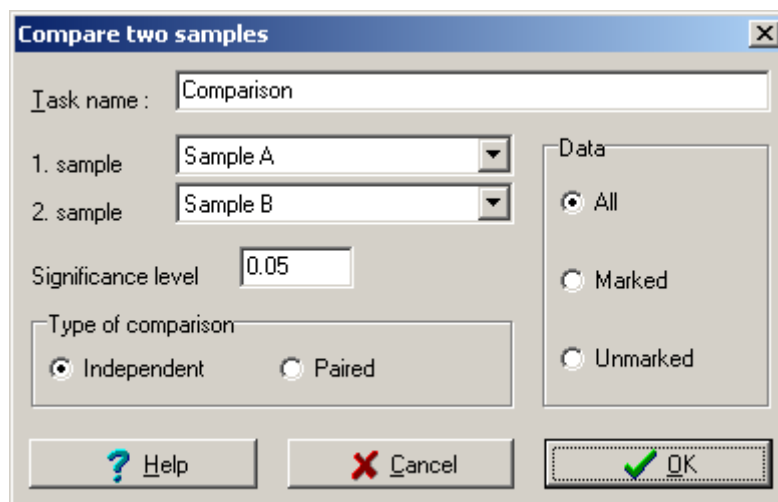 Compare two samples
Task name :
Comparison
1. sample
Sample A
2. sample
Sample B
Significance level
0.05
Type of comparison
Independent
Paired
Data
All
Marked
Unmarked
Help
Cancel
OK